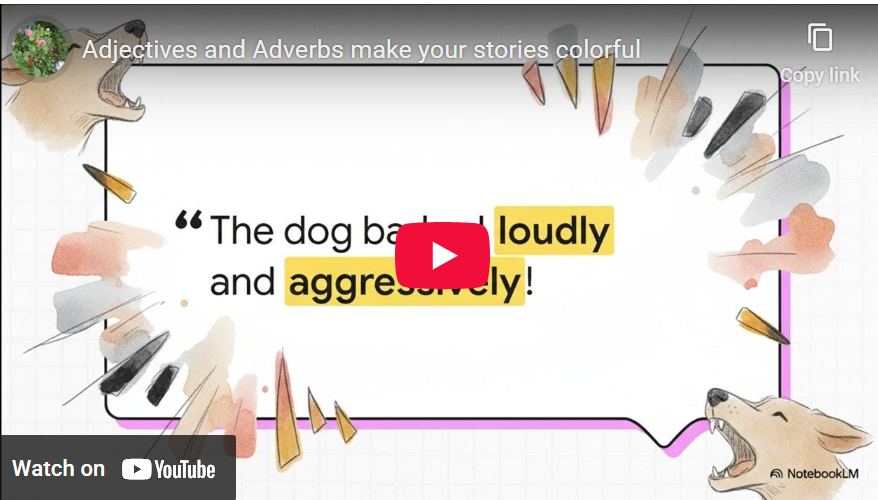 Adjectives and Adverbs make your stories colorful
Copy link
“ The dog loudly
and aggressively!
Watch on YouTube
NotebookLM